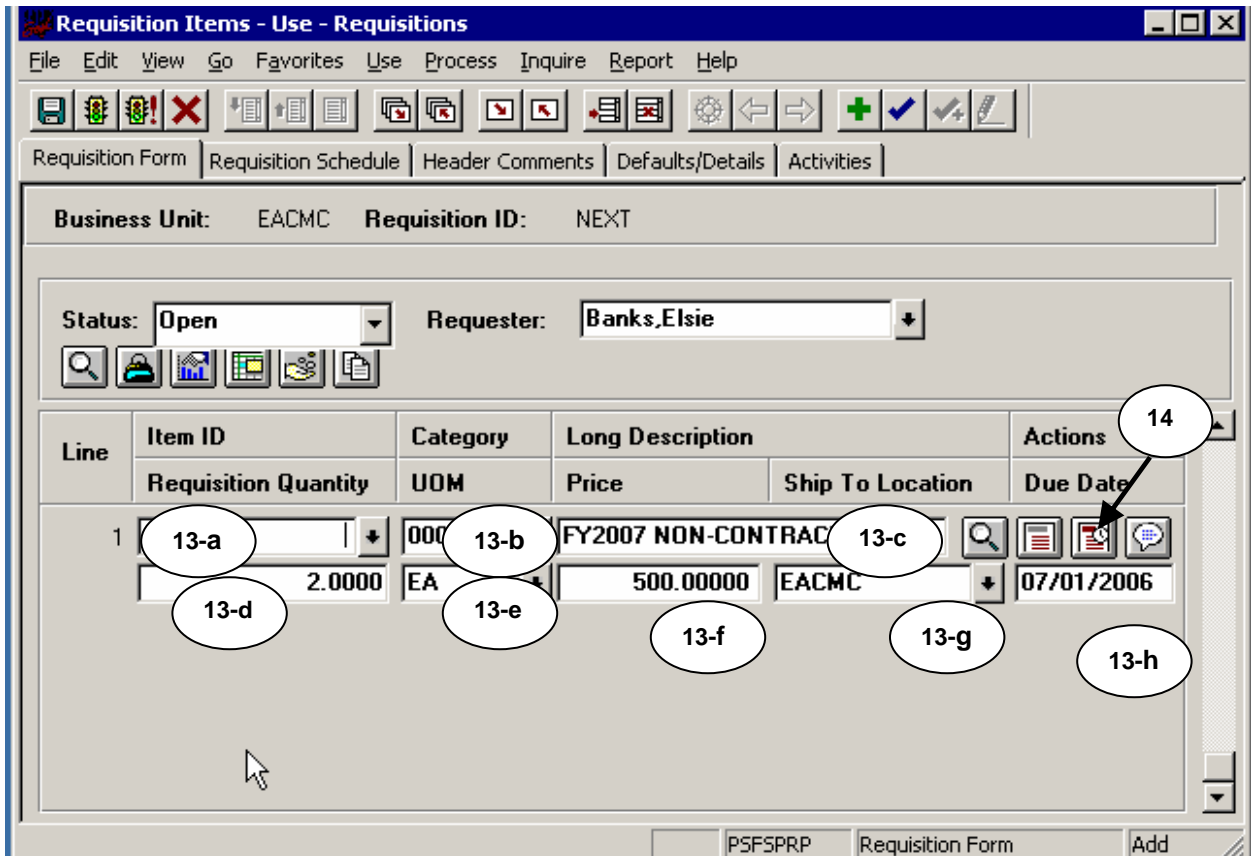 Requisition Items - Use - Requisitions
File Edit View Go Favorites Use Process Inquire Report Help
Requisition Form Requisition Schedule Header Comments Defaults/Details Activities
Business Unit: EACMC Requisition ID: NEXT
Status: Open Requester: Banks,Elsie
14
Line Item ID Category Long Description Actions
Requisition Quantity UOM Price Ship To Location Due Date
1 13-a 000 13-b FY2007 NON-CONTRAC 13-c
2.0000 EA 500.00000 EACMC 07/01/2006
13-d 13-e 13-f 13-g 13-h
PSFSPRP Requisition Form Add